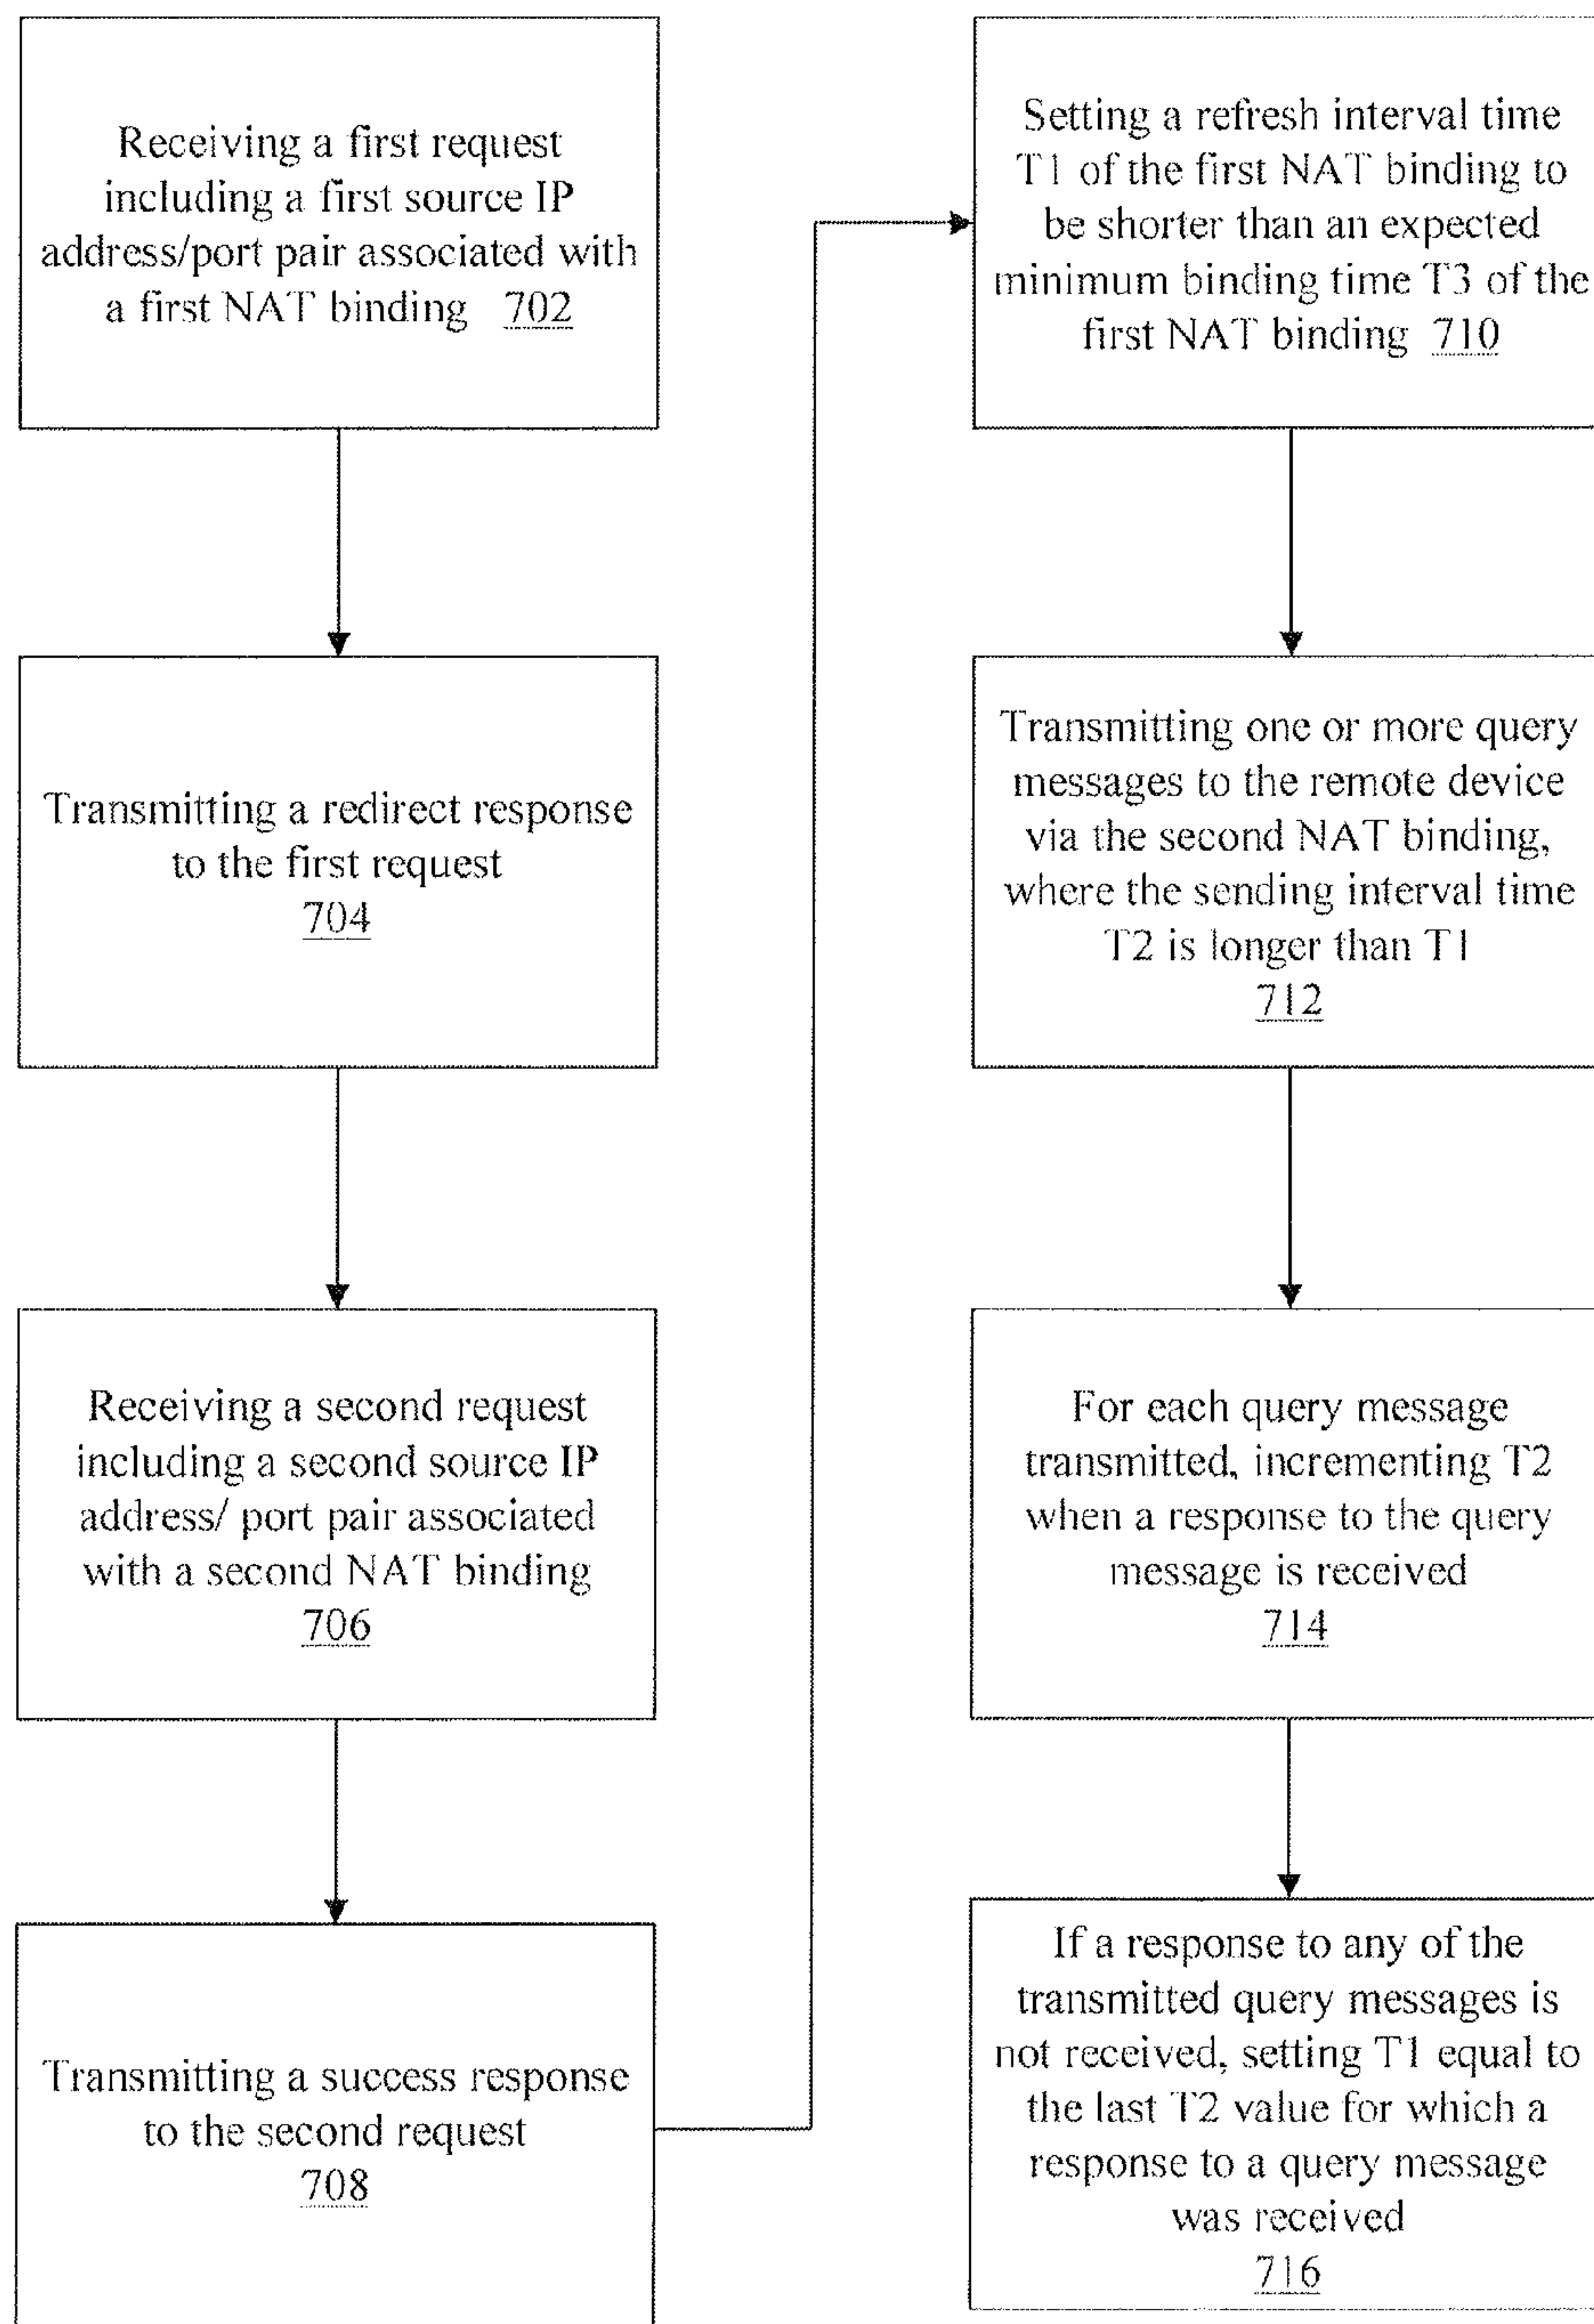 Receiving a first request
including a first source IP
address/port pair associated with
a first NAT binding 702
Transmitting a redirect response
to the first request
704
Receiving a second request
including a second source IP
address/ port pair associated
with a second NAT binding
706
Transmitting a success response
to the second request
708
Setting a refresh interval time
T1 of the first NAT binding to
be shorter than an expected
minimum binding time T3 of the
first NAT binding 710
Transmitting one or more query
messages to the remote device
via the second NAT binding,
where the sending interval time
T2 is longer than T1
712
For each query message
transmitted, incrementing T2
when a response to the query
message is received
714
If a response to any of the
transmitted query messages is
not received, setting T1 equal to
the last T2 value for which a
response to a query message
was received
716